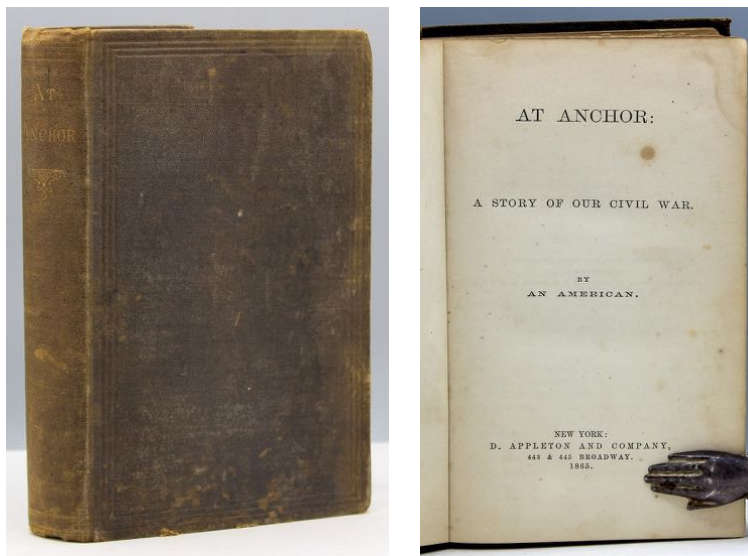 AT
ANCHOR
AT ANCHOR:
A STORY OF OUR CIVIL WAR.
BY
AN AMERICAN.
NEW YORK:
D. APPLETON AND COMPANY,
443 & 445 BROADWAY.
1865.